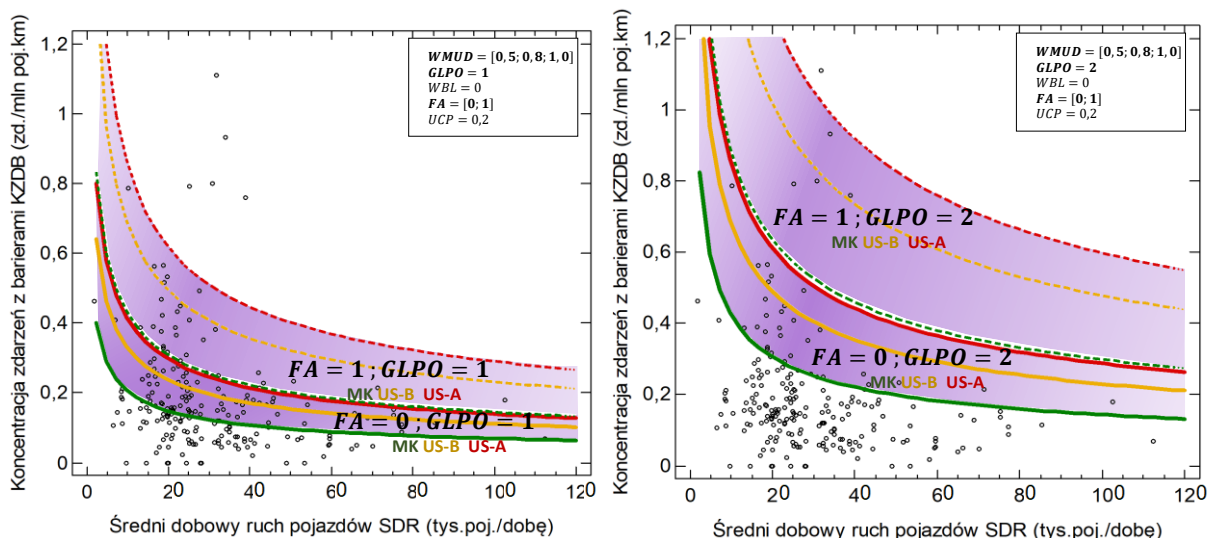 Koncentracja zdarzeń z barierami KZDB (zd./mln poj.km)
1,2
1
0,8
0,6
0,4
0,2
0
WMUD = [0,5; 0,8; 1,0]
GLPO = 1
WBL = 0
FA = [0; 1]
UCP = 0,2
FA = 1 ; GLPO = 1
MK US-B US-A
FA = 0 ; GLPO = 1
MK US-B US-A
0 20 40 60 80 100 120
Średni dobowy ruch pojazdów SDR (tys.poj./dobę)
Koncentracja zdarzeń z barierami KZDB (zd./mln poj.km)
1,2
1
0,8
0,6
0,4
0,2
0
WMUD = [0,5; 0,8; 1,0]
GLPO = 2
WBL = 0
FA = [0; 1]
UCP = 0,2
FA = 1 ; GLPO = 2
MK US-B US-A
FA = 0 ; GLPO = 2
MK US-B US-A
0 20 40 60 80 100 120
Średni dobowy ruch pojazdów SDR (tys.poj./dobę)